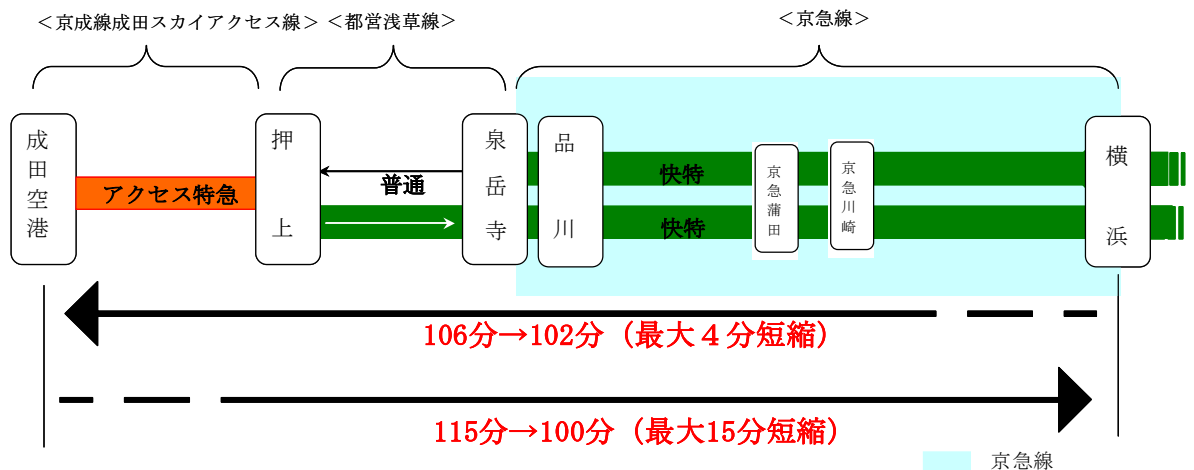 ＜京成線成田スカイアクセス線＞
＜都営浅草線＞
＜京急線＞
成田空港
アクセス特急
押上
普通
泉岳寺
品川
快特
快特
京急蒲田
京急川崎
横浜
106分→102分（最大４分短縮）
115分→100分（最大15分短縮）
京急線